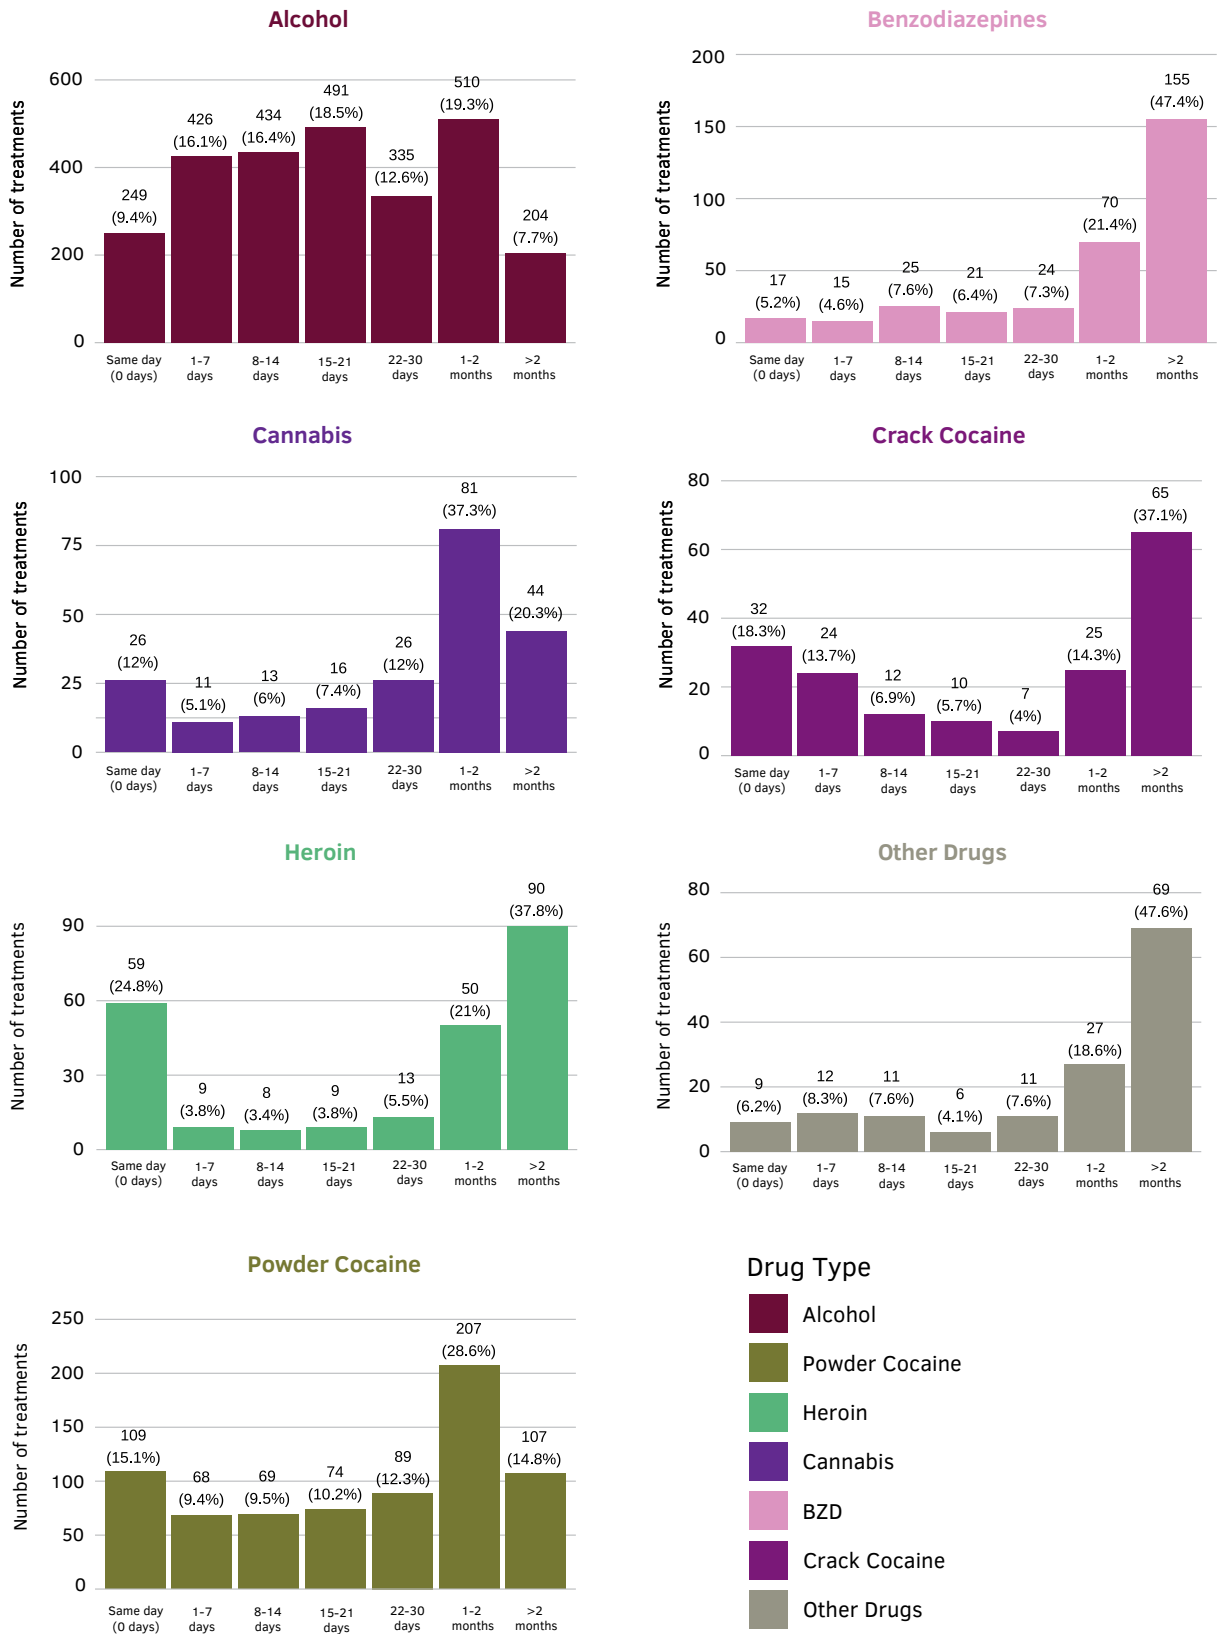 Alcohol
Number of treatments
600
400
200
0
249
(9.4%)
426
(16.1%)
434
(16.4%)
491
(18.5%)
335
(12.6%)
510
(19.3%)
204
(7.7%)
Same day
(0 days)
1-7
days
8-14
days
15-21
days
22-30
days
1-2
months
>2
months
Benzodiazepines
Number of treatments
200
150
100
50
0
17
(5.2%)
15
(4.6%)
25
(7.6%)
21
(6.4%)
24
(7.3%)
70
(21.4%)
155
(47.4%)
Same day
(0 days)
1-7
days
8-14
days
15-21
days
22-30
days
1-2
months
>2
months
Cannabis
Number of treatments
100
75
50
25
0
26
(12%)
11
(5.1%)
13
(6%)
16
(7.4%)
26
(12%)
81
(37.3%)
44
(20.3%)
Same day
(0 days)
1-7
days
8-14
days
15-21
days
22-30
days
1-2
months
>2
months
Crack Cocaine
Number of treatments
80
60
40
20
0
32
(18.3%)
24
(13.7%)
12
(6.9%)
10
(5.7%)
7
(4%)
25
(14.3%)
65
(37.1%)
Same day
(0 days)
1-7
days
8-14
days
15-21
days
22-30
days
1-2
months
>2
months
Heroin
Number of treatments
90
60
30
0
59
(24.8%)
9
(3.8%)
8
(3.4%)
9
(3.8%)
13
(5.5%)
50
(21%)
90
(37.8%)
Same day
(0 days)
1-7
days
8-14
days
15-21
days
22-30
days
1-2
months
>2
months
Other Drugs
Number of treatments
80
60
40
20
0
9
(6.2%)
12
(8.3%)
11
(7.6%)
6
(4.1%)
11
(7.6%)
27
(18.6%)
69
(47.6%)
Same day
(0 days)
1-7
days
8-14
days
15-21
days
22-30
days
1-2
months
>2
months
Powder Cocaine
Number of treatments
250
200
150
100
50
0
109
(15.1%)
68
(9.4%)
69
(9.5%)
74
(10.2%)
89
(12.3%)
207
(28.6%)
107
(14.8%)
Same day
(0 days)
1-7
days
8-14
days
15-21
days
22-30
days
1-2
months
>2
months
Drug Type
Alcohol
Powder Cocaine
Heroin
Cannabis
BZD
Crack Cocaine
Other Drugs